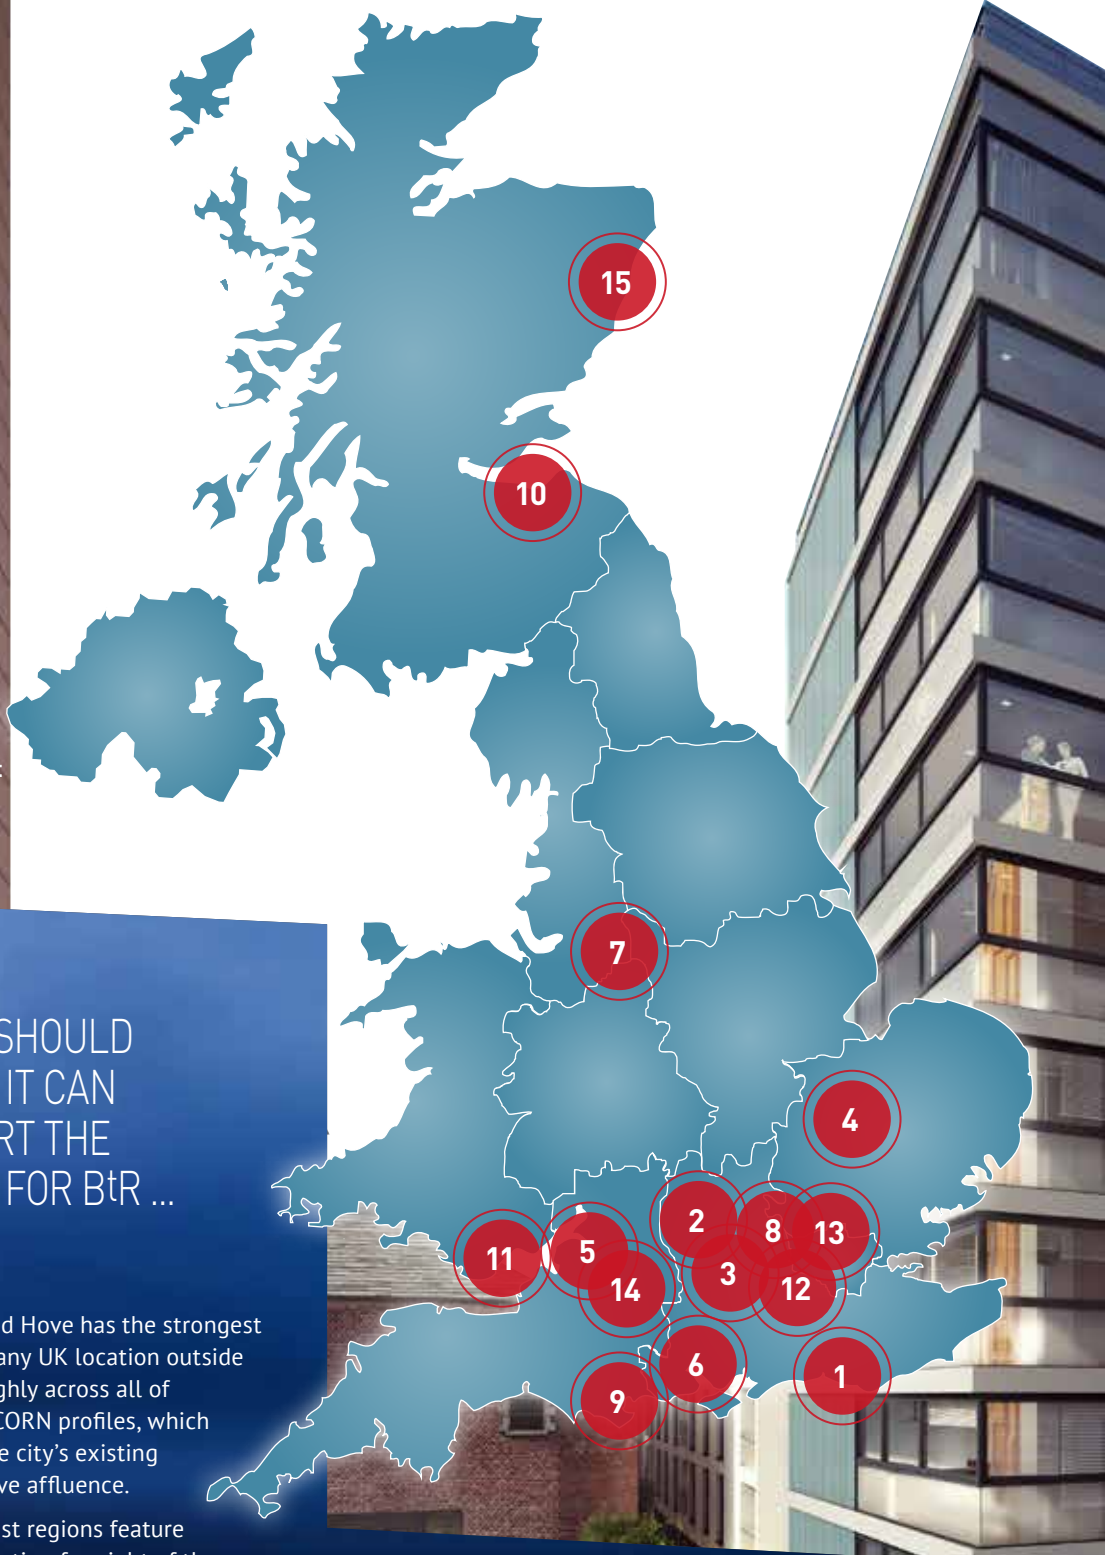 15
10
7
4
2
8
13
11
5
3
14
12
6
1
9
SHOULD
IT CAN
RT THE
FOR BtR ...
d Hove has the strongest
any UK location outside
ghly across all of
CORN profiles, which
e city's existing
ve affluence.
st regions feature